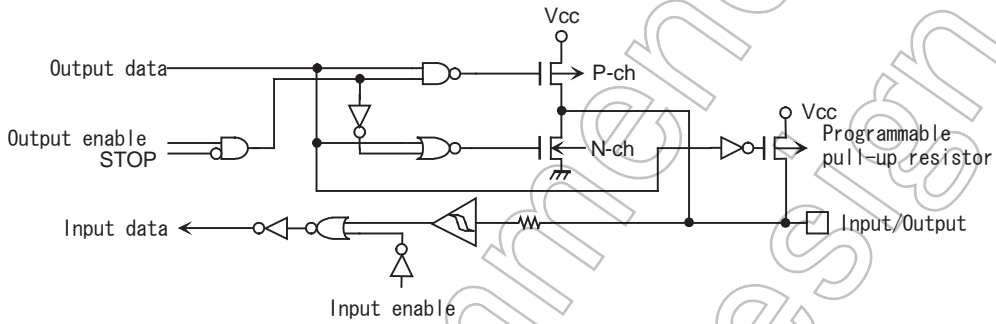 Vcc
Output data
P-ch
Output enable
STOP
N-ch
Vcc
Programmable
pull-up resistor
Input data
Input/Output
Input enable